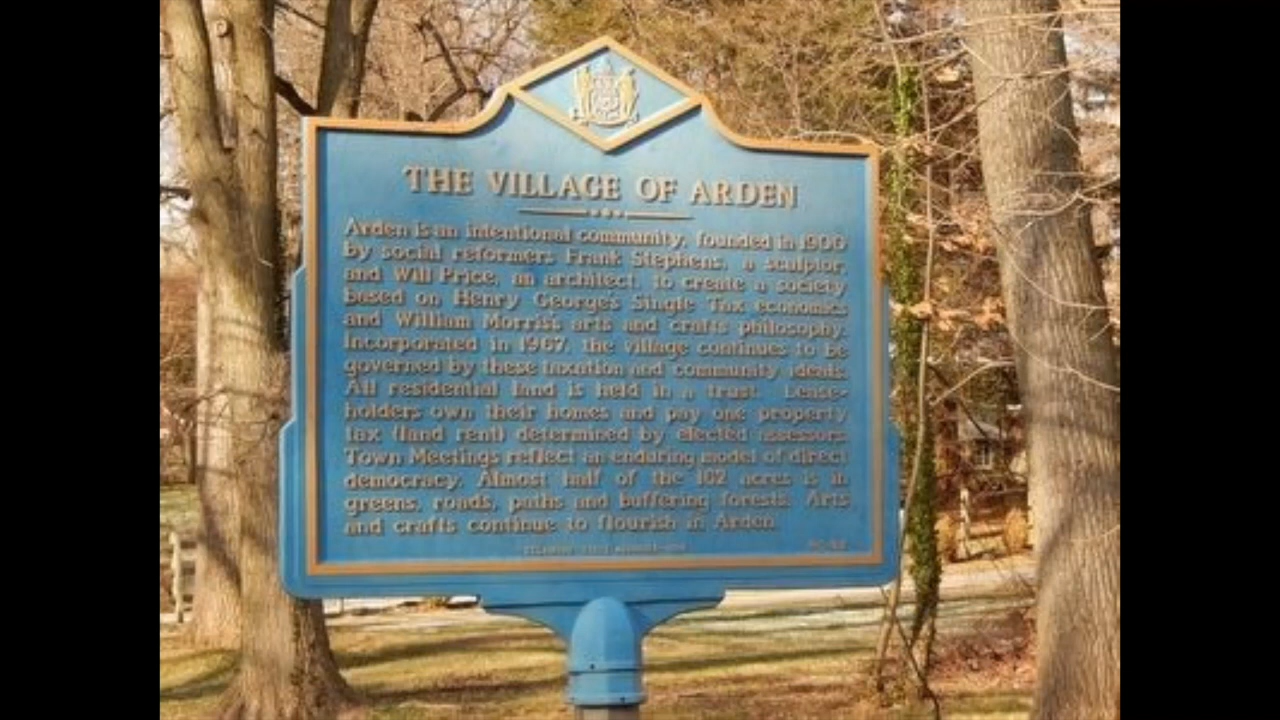 THE VILLAGE OF ARDEN
Arden is an intentional community, founded in 1900
by social reformers Frank Stephens, a sculptor,
and Will Price, an architect, to create a society
based on Henry George's Single Tax economics
and William Morris's arts and crafts philosophy.
Incorporated in 1967, the village continues to be
governed by these taxation and community ideals.
All residential land is held in a trust. Lease-
holders own their homes and pay one property
tax (land rent) determined by elected assessors.
Town Meetings reflect an enduring model of direct
democracy. Almost half of the 162 acres is in
greens, roads, paths and buffering forests. Arts
and crafts continue to flourish in Arden.